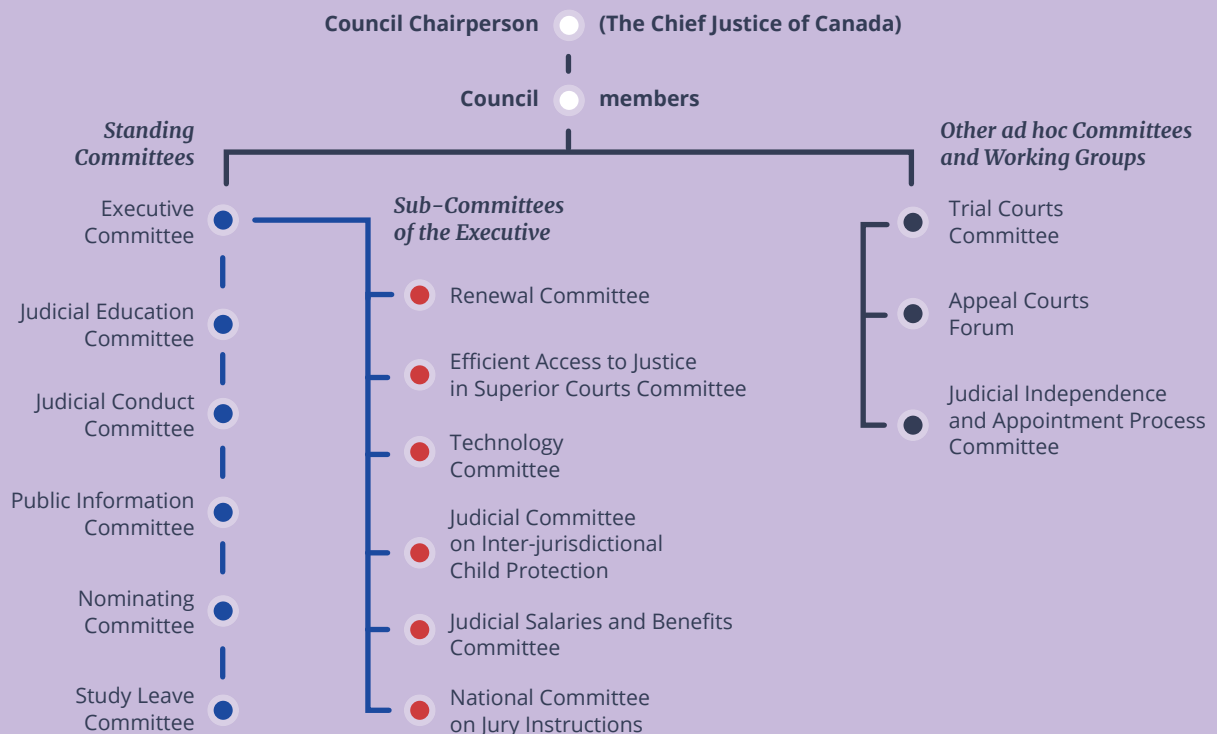 Council Chairperson (The Chief Justice of Canada)
Council members
Standing
Committees
Executive
Committee
Judicial Education
Committee
Judicial Conduct
Committee
Public Information
Committee
Nominating
Committee
Study Leave
Committee
Sub-Committees
of the Executive
Renewal Committee
Efficient Access to Justice
in Superior Courts Committee
Technology
Committee
Judicial Committee
on Inter-jurisdictional
Child Protection
Judicial Salaries and Benefits
Committee
National Committee
on Jury Instructions
Other ad hoc Committees
and Working Groups
Trial Courts
Committee
Appeal Courts
Forum
Judicial Independence
and Appointment Process
Committee